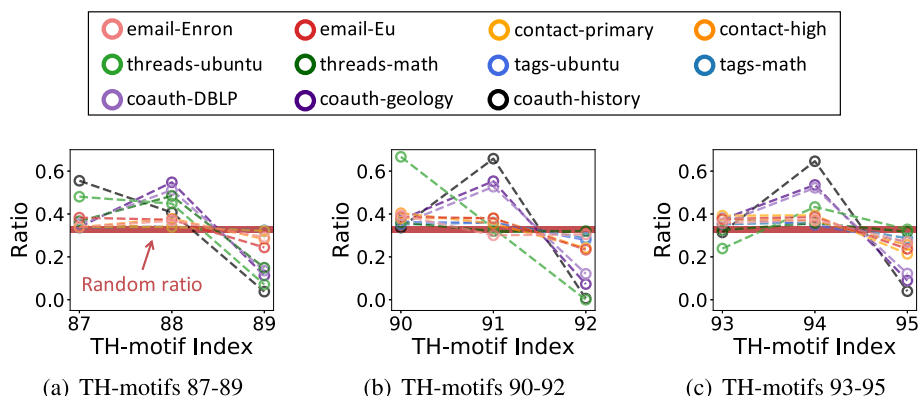 email-Enron email-Eu contact-primary contact-high
threads-ubuntu threads-math tags-ubuntu tags-math
coauth-DBLP coauth-geology coauth-history
0.6
0.4
0.2
0.0
Ratio
Random ratio
87 88 89
TH-motif Index
(a) TH-motifs 87-89
0.6
0.4
0.2
0.0
Ratio
90 91 92
TH-motif Index
(b) TH-motifs 90-92
0.6
0.4
0.2
0.0
Ratio
93 94 95
TH-motif Index
(c) TH-motifs 93-95